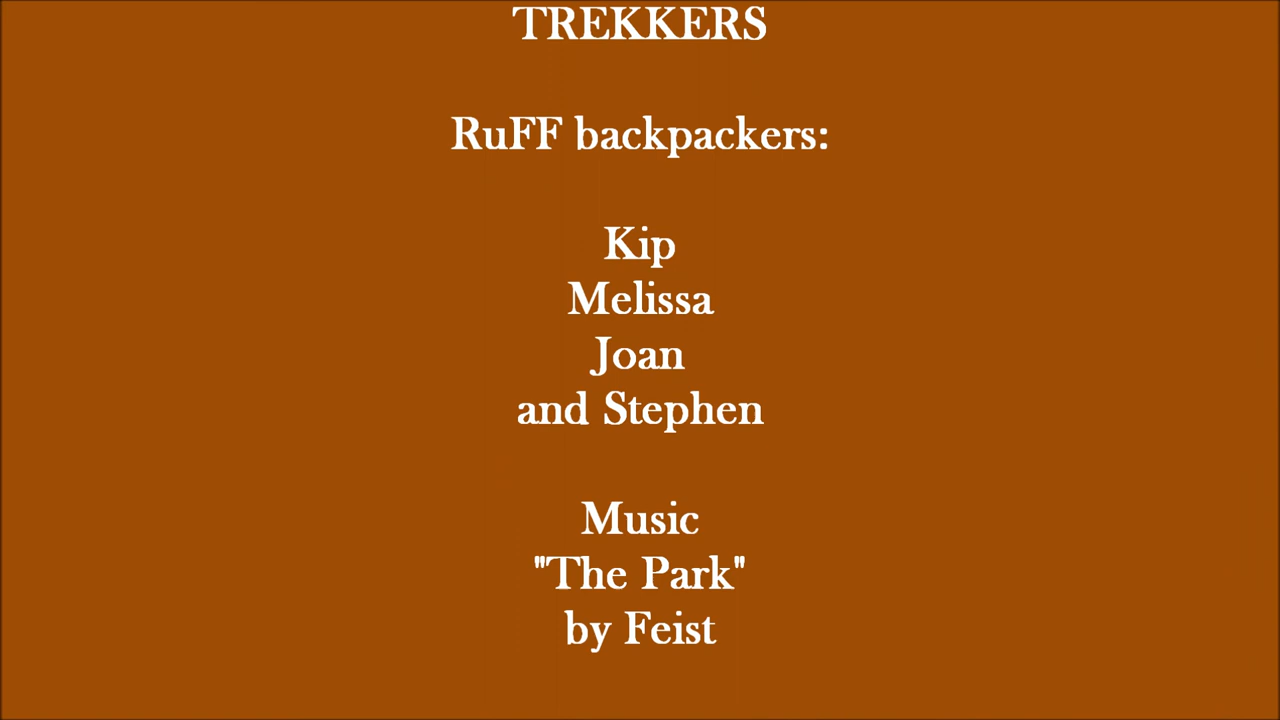 TREKKERS
RuFF backpackers:
Kip
Melissa
Joan
and Stephen
Music
"The Park"
by Feist